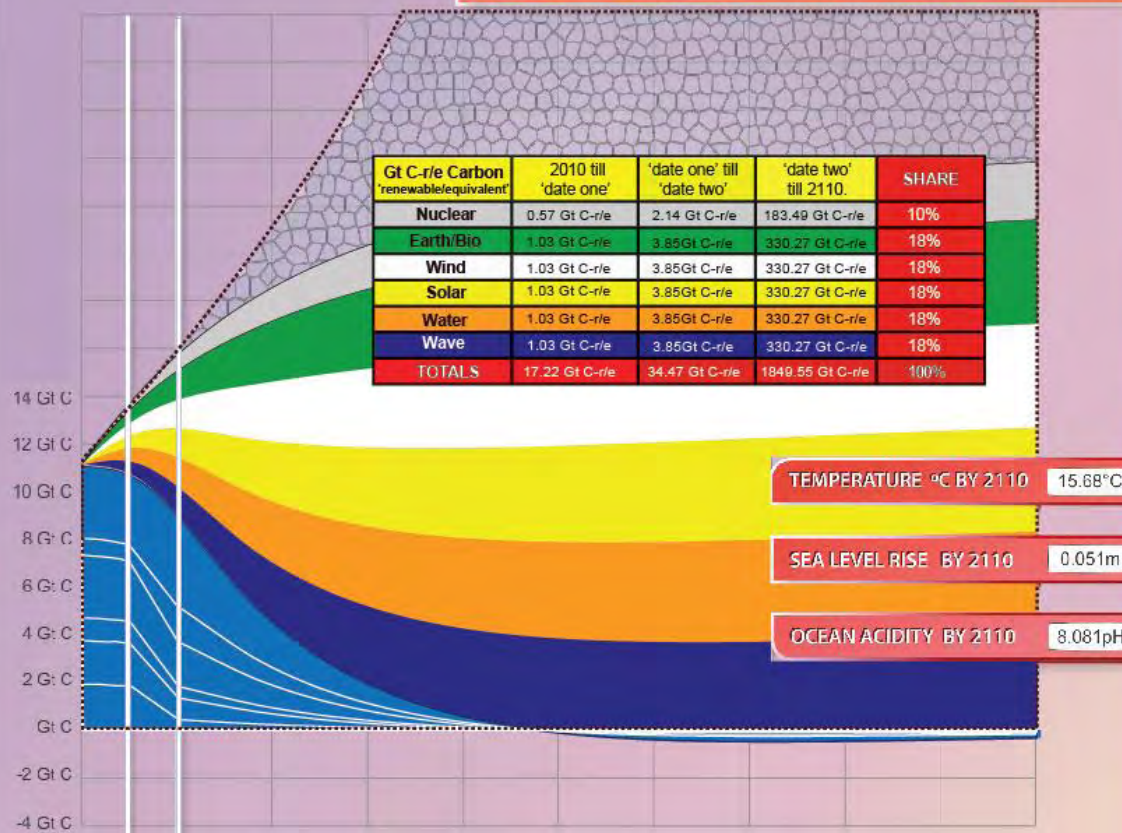 Gt C-r/e Carbon 2010 till 'date one' till 'date two' SHARE
'renewable/equivalent' 'date one' 'date two' till 2110.
Nuclear 0.57 Gt C-r/e 2.14 Gt C-r/e 183.49 Gt C-r/e 10%
Earth/Bio 1.03 Gt C-r/e 3.85Gt C-r/e 330.27 Gt C-r/e 18%
Wind 1.03 Gt C-r/e 3.85Gt C-r/e 330.27 Gt C-r/e 18%
Solar 1.03 Gt C-r/e 3.85Gt C-r/e 330.27 Gt C-r/e 18%
Water 1.03 Gt C-r/e 3.85Gt C-r/e 330.27 Gt C-r/e 18%
Wave 1.03 Gt C-r/e 3.85Gt C-r/e 330.27 Gt C-r/e 18%
TOTALS 17.22 Gt C-r/e 34.47 Gt C-r/e 1849.55 Gt C-r/e 100%
14 Gt C
12 Gt C
10 Gt C
8 Gt C
6 Gt C
4 Gt C
2 Gt C
Gt C
-2 Gt C
-4 Gt C
TEMPERATURE ºC BY 2110 15.68°C
SEA LEVEL RISE BY 2110 0.051m
OCEAN ACIDITY BY 2110 8.081pH